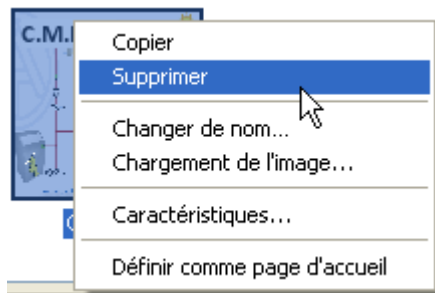 C.M.
Copier
Supprimer
Changer de nom...
Chargement de l'image...
Caractéristiques...
Définir comme page d'accueil